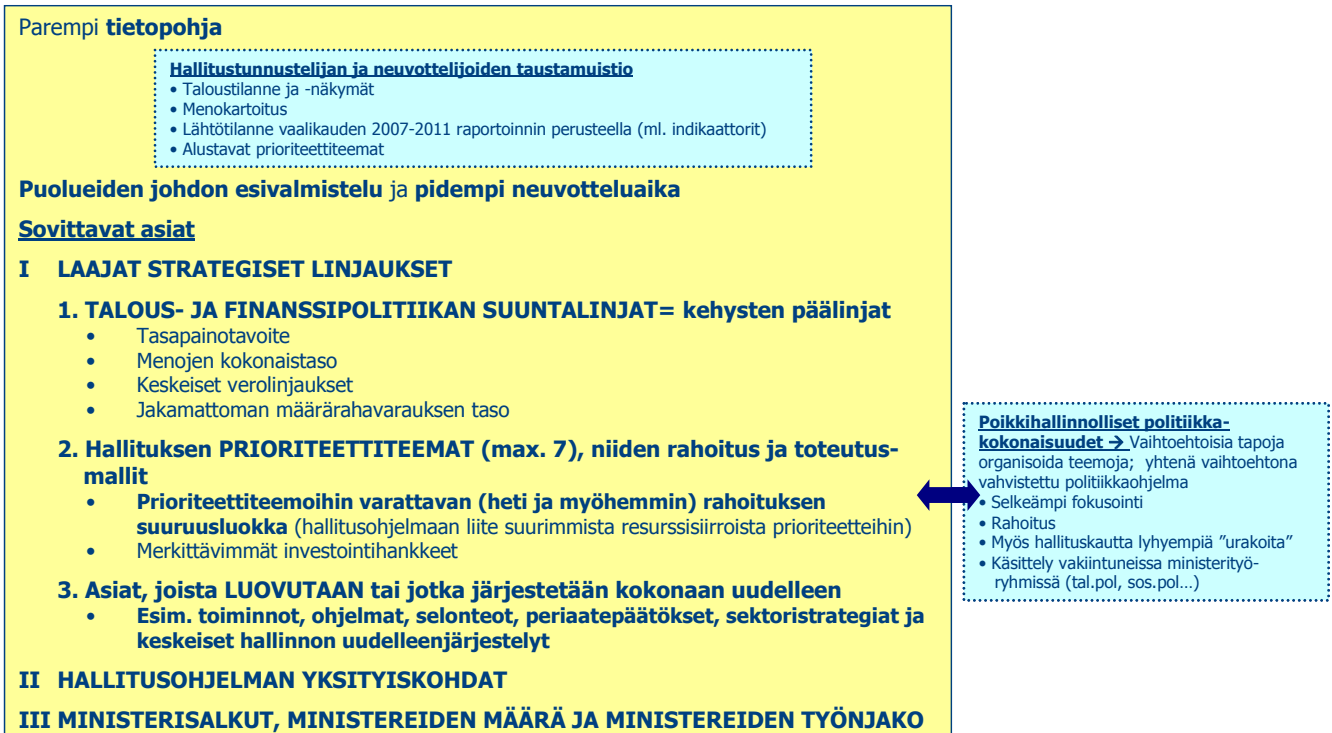 Parempi tietopohja
Hallitustunnustelijan ja neuvottelijoiden taustamuistio
• Taloustilanne ja -näkymät
• Menokartoitus
• Lähtötilanne vaalikauden 2007-2011 raportoinnin perusteella (ml. indikaattorit)
• Alustavat prioriteettiteemat
Puolueiden johdon esivalmistelu ja pidempi neuvotteluaika
Sovittavat asiat
I LAAJAT STRATEGISET LINJAUKSET
1. TALOUS- JA FINANSSIPOLITIIKAN SUUNTALINJAT= kehysten päälinjat
• Tasapainotavoite
• Menojen kokonaistaso
• Keskeiset verolinjaukset
• Jakamattoman määrärahavarauksen taso
2. Hallituksen PRIORITEETTITEEMAT (max. 7), niiden rahoitus ja toteutus-
mallit
• Prioriteettiteemoihin varattavan (heti ja myöhemmin) rahoituksen
suuruusluokka (hallitusohjelmaan liite suurimmista resurssisiirroista prioriteetteihin)
• Merkittävimmät investointihankkeet
3. Asiat, joista LUOVUTAAN tai jotka järjestetään kokonaan uudelleen
• Esim. toiminnot, ohjelmat, selonteot, periaatepäätökset, sektoristrategiat ja
keskeiset hallinnon uudelleenjärjestelyt
II HALLITUSOHJELMAN YKSITYISKOHDAT
III MINISTERISALKUT, MINISTEREIDEN MÄÄRÄ JA MINISTEREIDEN TYÖNJAKO
Poikkihallinnolliset politiikka-
kokonaisuudet → Vaihtoehtoisia tapoja
organisoida teemoja; yhtenä vaihtoehtona
vahvistettu politiikkaohjelma
• Selkeämpi fokusointi
• Rahoitus
• Myös hallituskautta lyhyempiä ”urakoita”
• Käsittely vakiintuneissa ministerityö-
ryhmissä (tal.pol, sos.pol…)